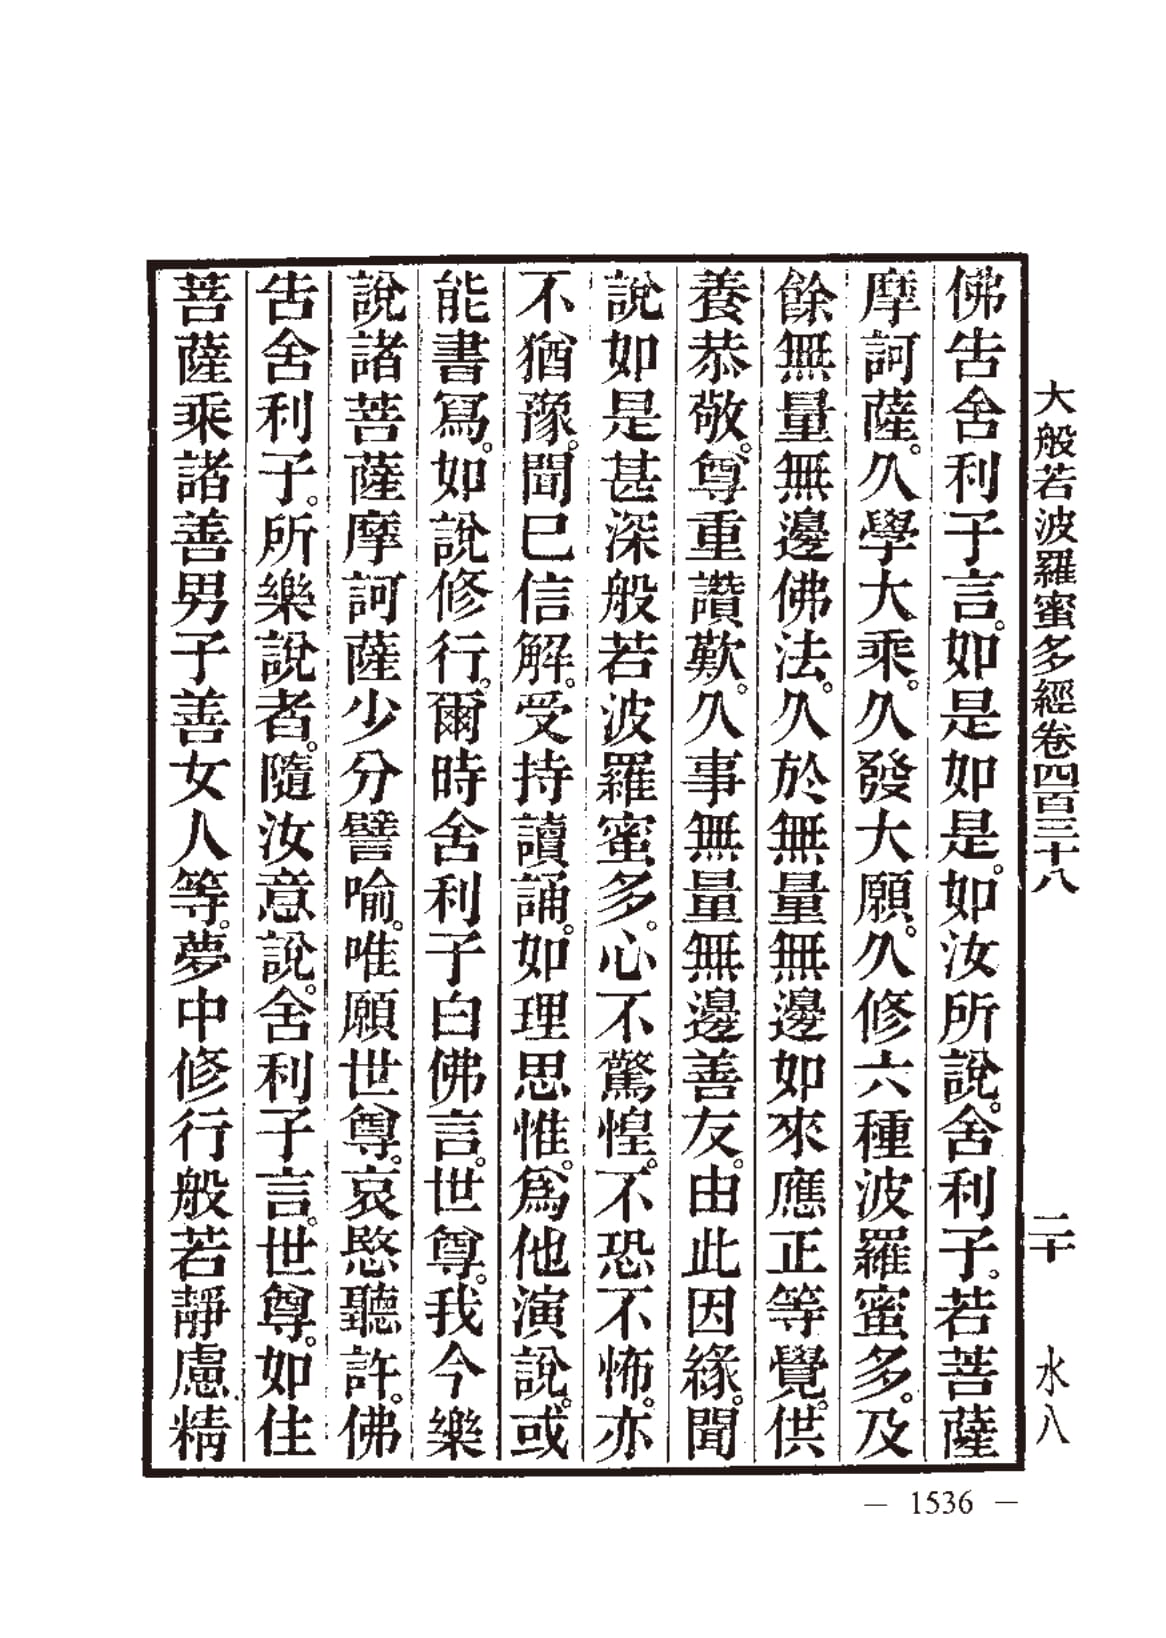 大般若波羅蜜多經卷四百三十八 二十 水八
佛告舍利子言。如是如是。如汝所說。舍利子。若菩薩
摩訶薩。久學大乘。久發大願。久修六種波羅蜜多。及
餘無量無邊佛法。久於無量無邊如來應正等覺。供
養恭敬。尊重讚歎。久事無量無邊善友。由此因緣。聞
說如是甚深般若波羅蜜多。心不驚惶。不恐不怖。亦
不猶豫。聞已信解。受持讀誦。如理思惟。為他演說。或
能書寫。如說修行。爾時舍利子白佛言。世尊。我今樂
說諸菩薩摩訶薩少分譬喻。唯願世尊。哀愍聽許。佛
告舍利子。所樂說者。隨汝意說。舍利子言。世尊。如住
菩薩乘諸善男子善女人等。夢中修行般若靜慮精
— 1536 —